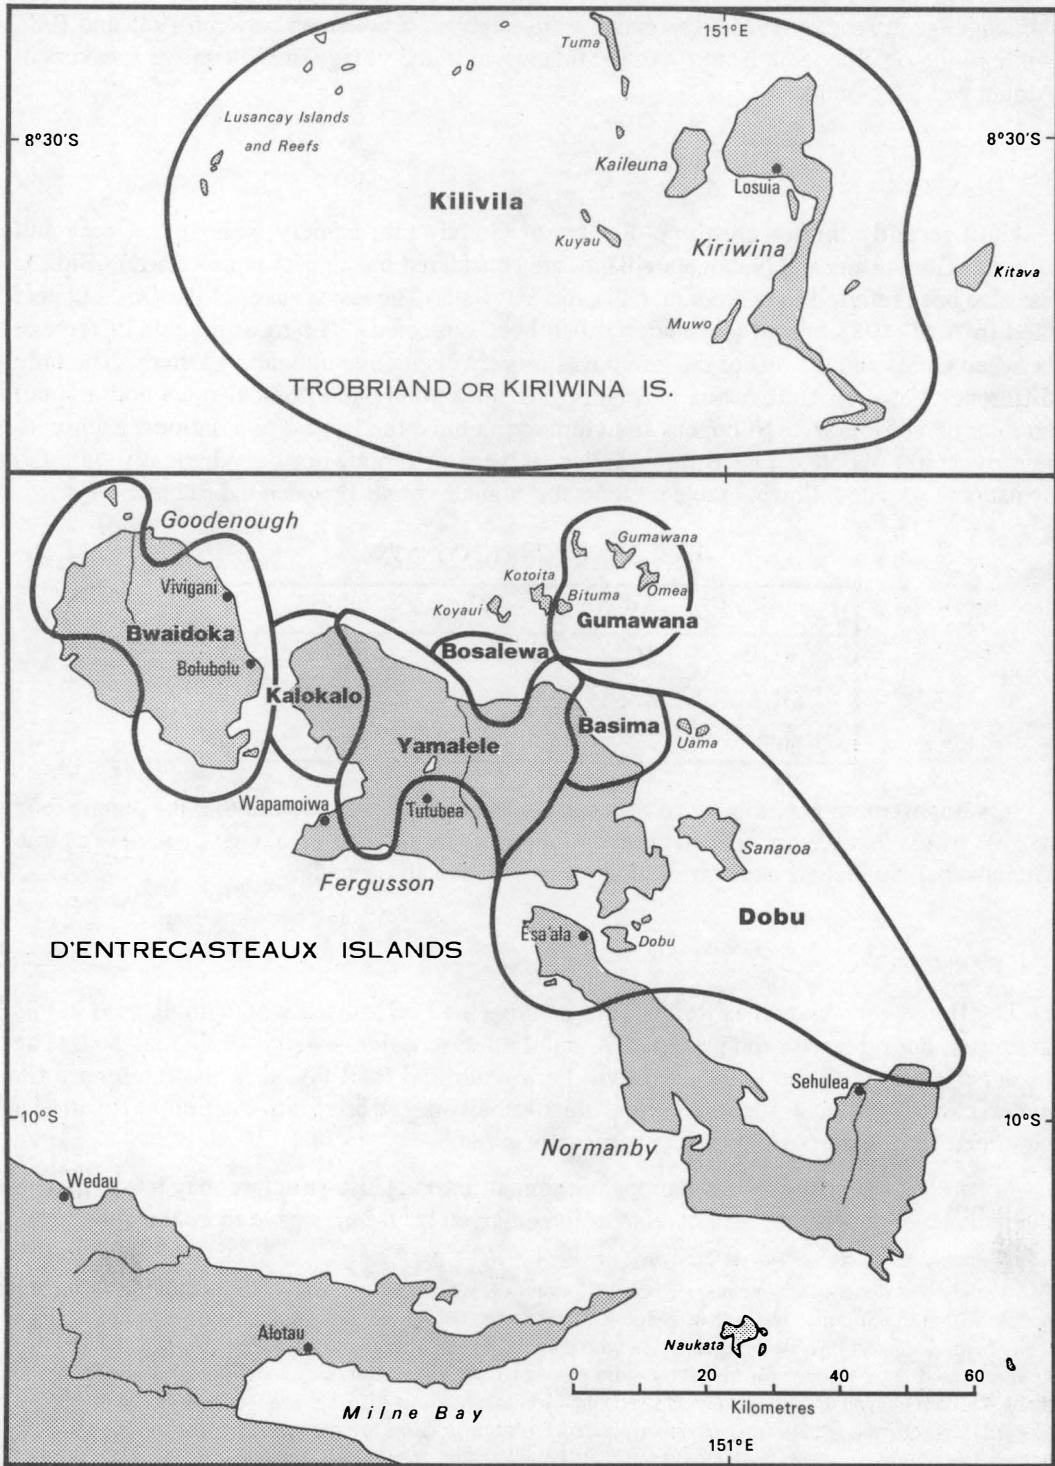 151°E
Tuma
Lusancay Islands
and Reefs
8°30'S
8°30'S
Kaileuna
Losuia
Kilivila
Kuyau
Kiriwina
Kitava
Muwo
TROBRIAND OR KIRIWINA IS.
Goodenough
Gumawana
Vivigani
Kotoita
Omea
Bituma
Koyaui
Gumawana
Bwaidoka
Bosalewa
Bolubolu
Kalokalo
Basima
Yamalele
Uama
Wapamoiwa
Tutubea
Sanaroa
Fergusson
Dobu
Esa'ala
Dobu
D'ENTRECASTEAUX ISLANDS
Sehulea
10°S
10°S
Normanby
Wedau
Alotau
Naukata
0 20 40 60
Kilometres
Milne Bay
151°E